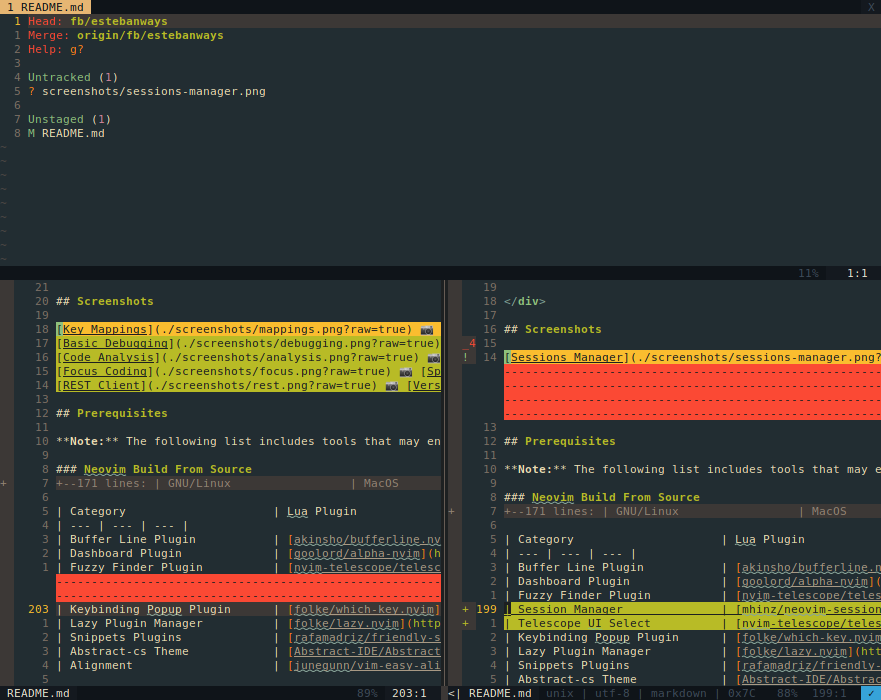 1 README.md X
1 Head: fb/estebanways
1 Merge: origin/fb/estebanways
2 Help: g?
3
4 Untracked (1)
5 ? screenshots/sessions-manager.png
6
7 Unstaged (1)
8 M README.md
~
~
~
~
~
~
~
~
~
11% 1:1
21
20 ## Screenshots
19
18 [Key Mappings](./screenshots/mappings.png?raw=true) 📷
17 [Basic Debugging](./screenshots/debugging.png?raw=true)
16 [Code Analysis](./screenshots/analysis.png?raw=true) 📷
15 [Focus Coding](./screenshots/focus.png?raw=true) 📷 [Sp
14 [REST Client](./screenshots/rest.png?raw=true) 📷 [Vers
13
12 ## Prerequisites
11
10 **Note:** The following list includes tools that may en
9
8 ### Neovim Build From Source
+ 7 +--171 lines: | GNU/Linux | MacOS
6
5 | Category | Lua Plugin
4 | --- | --- | --- |
3 | Buffer Line Plugin | [akinsho/bufferline.nv
2 | Dashboard Plugin | [goolord/alpha-nvim](h
1 | Fuzzy Finder Plugin | [nvim-telescope/telesc
203 | Keybinding Popup Plugin | [folke/which-key.nvim]
1 | Lazy Plugin Manager | [folke/lazy.nvim](http
2 | Snippets Plugins | [rafamadriz/friendly-s
3 | Abstract-cs Theme | [Abstract-IDE/Abstract
4 | Alignment | [junegunn/vim-easy-ali
5
README.md 89% 203:1
19
18 </div>
17
16 ## Screenshots
_4 15
! 14 [Sessions Manager](./screenshots/sessions-manager.png?
13
12 ## Prerequisites
11
10 **Note:** The following list includes tools that may e
9
8 ### Neovim Build From Source
+ 7 +--171 lines: | GNU/Linux | MacOS
6
5 | Category | Lua Plugin
4 | --- | --- | --- |
3 | Buffer Line Plugin | [akinsho/bufferline.n
2 | Dashboard Plugin | [goolord/alpha-nvim](
1 | Fuzzy Finder Plugin | [nvim-telescope/teles
+ 199 | Session Manager | [mhinz/neovim-session
+ 1 | Telescope UI Select | [nvim-telescope/teles
2 | Keybinding Popup Plugin | [folke/which-key.nvim
3 | Lazy Plugin Manager | [folke/lazy.nvim](htt
4 | Snippets Plugins | [rafamadriz/friendly-
5 | Abstract-cs Theme | [Abstract-IDE/Abstrac
<| README.md unix | utf-8 | markdown | 0x7C 88% 199:1 ✓